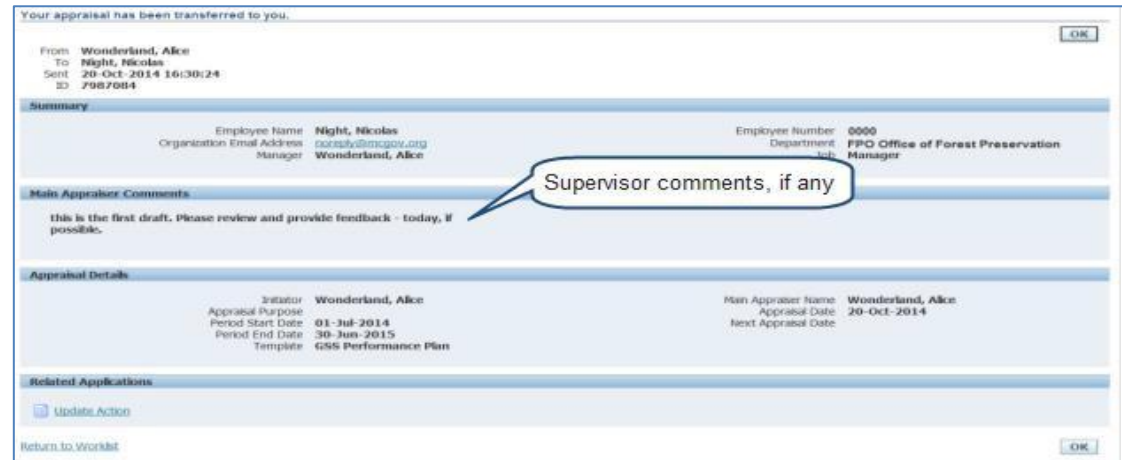 Your appraisal has been transferred to you.
OK
From Wonderland, Alice
To Night, Nicolas
Sent 20-Oct-2014 16:30:24
ID 7987084
Summary
Employee Name Night, Nicolas
Organization Email Address noreply@mcgov.org
Manager Wonderland, Alice
Employee Number 0000
Department FPO Office of Forest Preservation
Job Manager
Supervisor comments, if any
Main Appraiser Comments
this is the first draft. Please review and provide feedback - today, if
possible.
Appraisal Details
Initiator Wonderland, Alice
Appraisal Purpose
Period Start Date 01-Jul-2014
Period End Date 30-Jun-2015
Template GSS Performance Plan
Main Appraiser Name Wonderland, Alice
Appraisal Date 20-Oct-2014
Next Appraisal Date
Related Applications
Update Action
Return to Worklist
OK